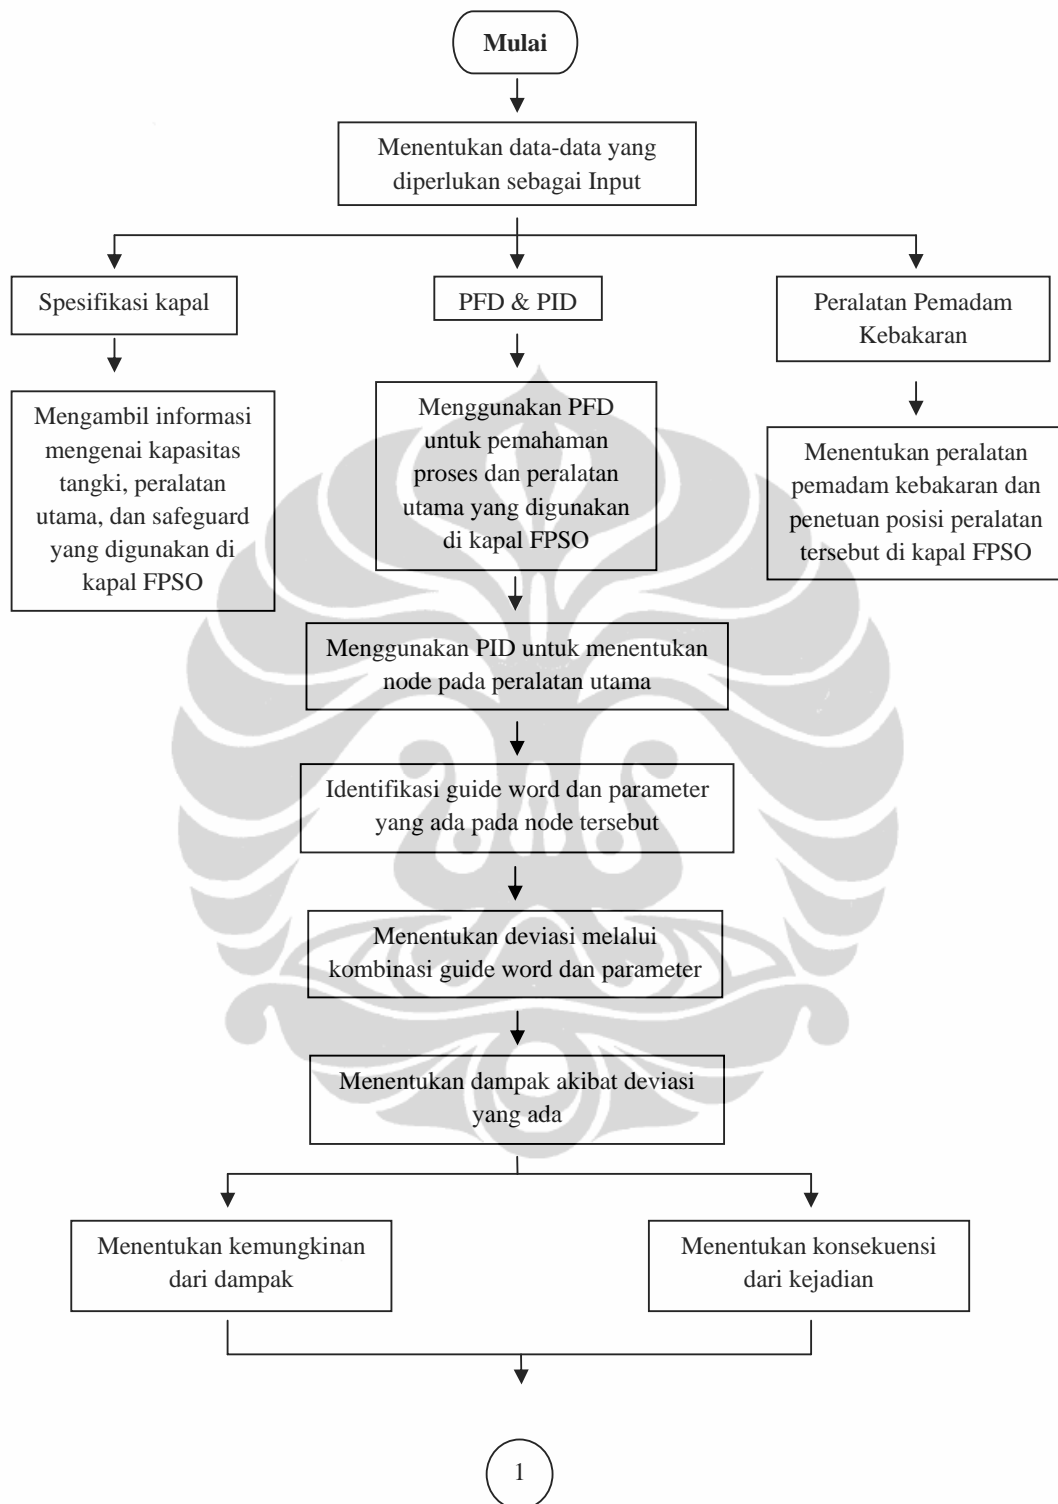 Mulai
Menentukan data-data yang
diperlukan sebagai Input
Spesifikasi kapal
PFD & PID
Peralatan Pemadam
Kebakaran
Mengambil informasi
mengenai kapasitas
tangki, peralatan
utama, dan safeguard
yang digunakan di
kapal FPSO
Menggunakan PFD
untuk pemahaman
proses dan peralatan
utama yang digunakan
di kapal FPSO
Menentukan peralatan
pemadam kebakaran dan
penetuan posisi peralatan
tersebut di kapal FPSO
Menggunakan PID untuk menentukan
node pada peralatan utama
Identifikasi guide word dan parameter
yang ada pada node tersebut
Menentukan deviasi melalui
kombinasi guide word dan parameter
Menentukan dampak akibat deviasi
yang ada
Menentukan kemungkinan
dari dampak
Menentukan konsekuensi
dari kejadian
1